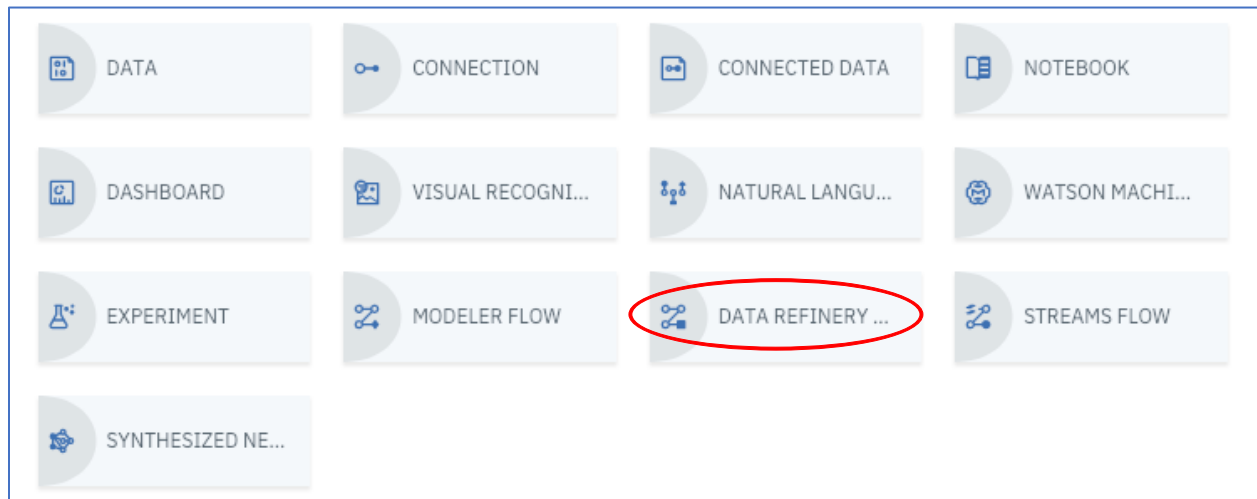 DATA
CONNECTION
CONNECTED DATA
NOTEBOOK
DASHBOARD
VISUAL RECOGNI...
NATURAL LANGU...
WATSON MACHI...
EXPERIMENT
MODELER FLOW
DATA REFINERY ...
STREAMS FLOW
SYNTHESIZED NE...